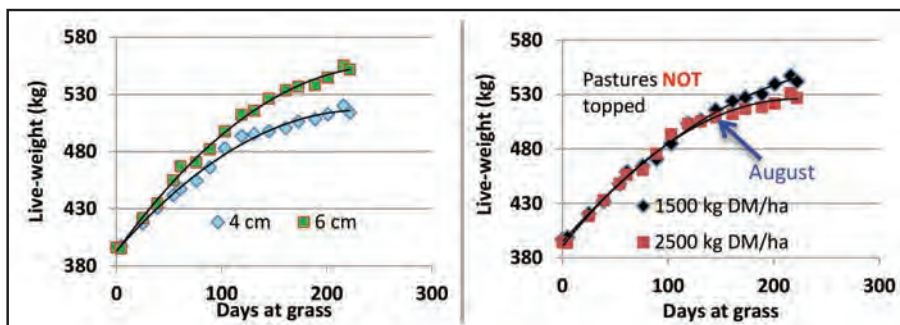 580
530
480
430
380
Live-weight (kg)
4 cm
6 cm
0
100
200
300
Days at grass
580
530
480
430
380
Live-weight (kg)
Pastures NOT
topped
August
1500 kg DM/ha
2500 kg DM/ha
0
100
200
300
Days at grass